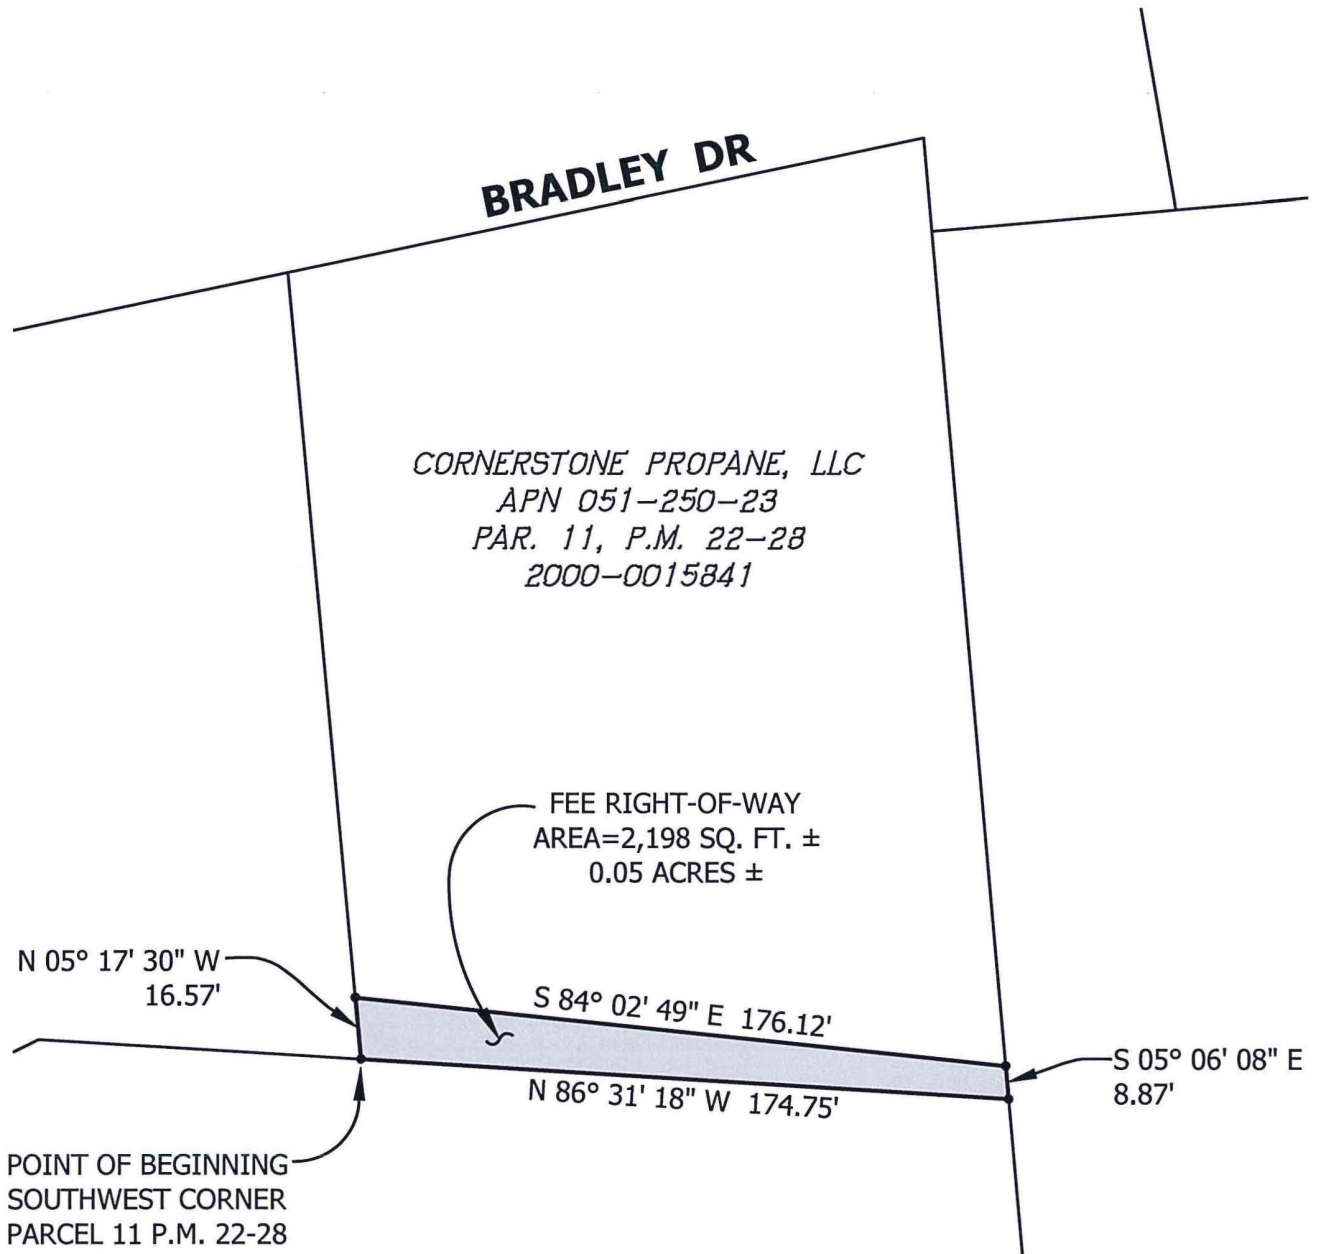 BRADLEY DR
CORNERSTONE PROPANE, LLC
APN 051-250-23
PAR. 11, P.M. 22-28
2000-0015841
FEE RIGHT-OF-WAY
AREA=2,198 SQ. FT. ±
0.05 ACRES ±
N 05° 17' 30" W
16.57'
S 84° 02' 49" E 176.12'
S 05° 06' 08" E
8.87'
N 86° 31' 18" W 174.75'
POINT OF BEGINNING
SOUTHWEST CORNER
PARCEL 11 P.M. 22-28